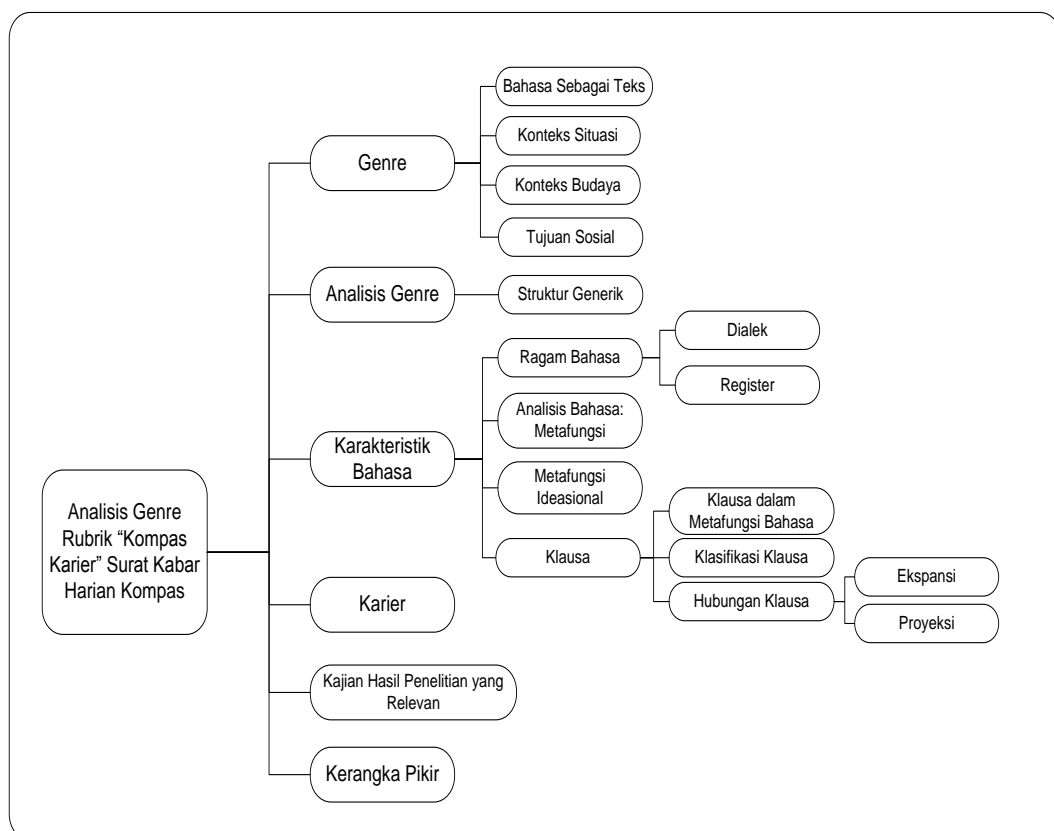 Analisis Genre
Rubrik “Kompas
Karier” Surat Kabar
Harian Kompas
Genre
Bahasa Sebagai Teks
Konteks Situasi
Konteks Budaya
Tujuan Sosial
Analisis Genre
Struktur Generik
Karakteristik
Bahasa
Ragam Bahasa
Dialek
Register
Analisis Bahasa:
Metafungsi
Metafungsi
Ideasional
Klausa
Klausa dalam
Metafungsi Bahasa
Klasifikasi Klausa
Hubungan Klausa
Ekspansi
Proyeksi
Karier
Kajian Hasil Penelitian yang
Relevan
Kerangka Pikir